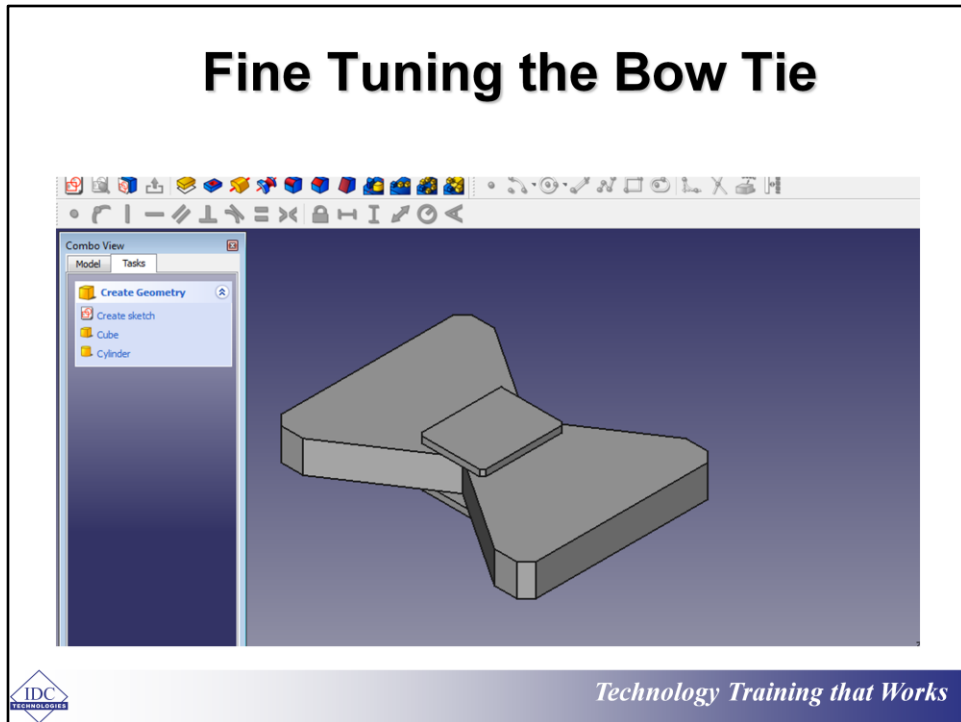 Fine Tuning the Bow Tie
Combo View
Model Tasks
Create Geometry
Create sketch
Cube
Cylinder
IDC
TECHNOLOGIES
Technology Training that Works